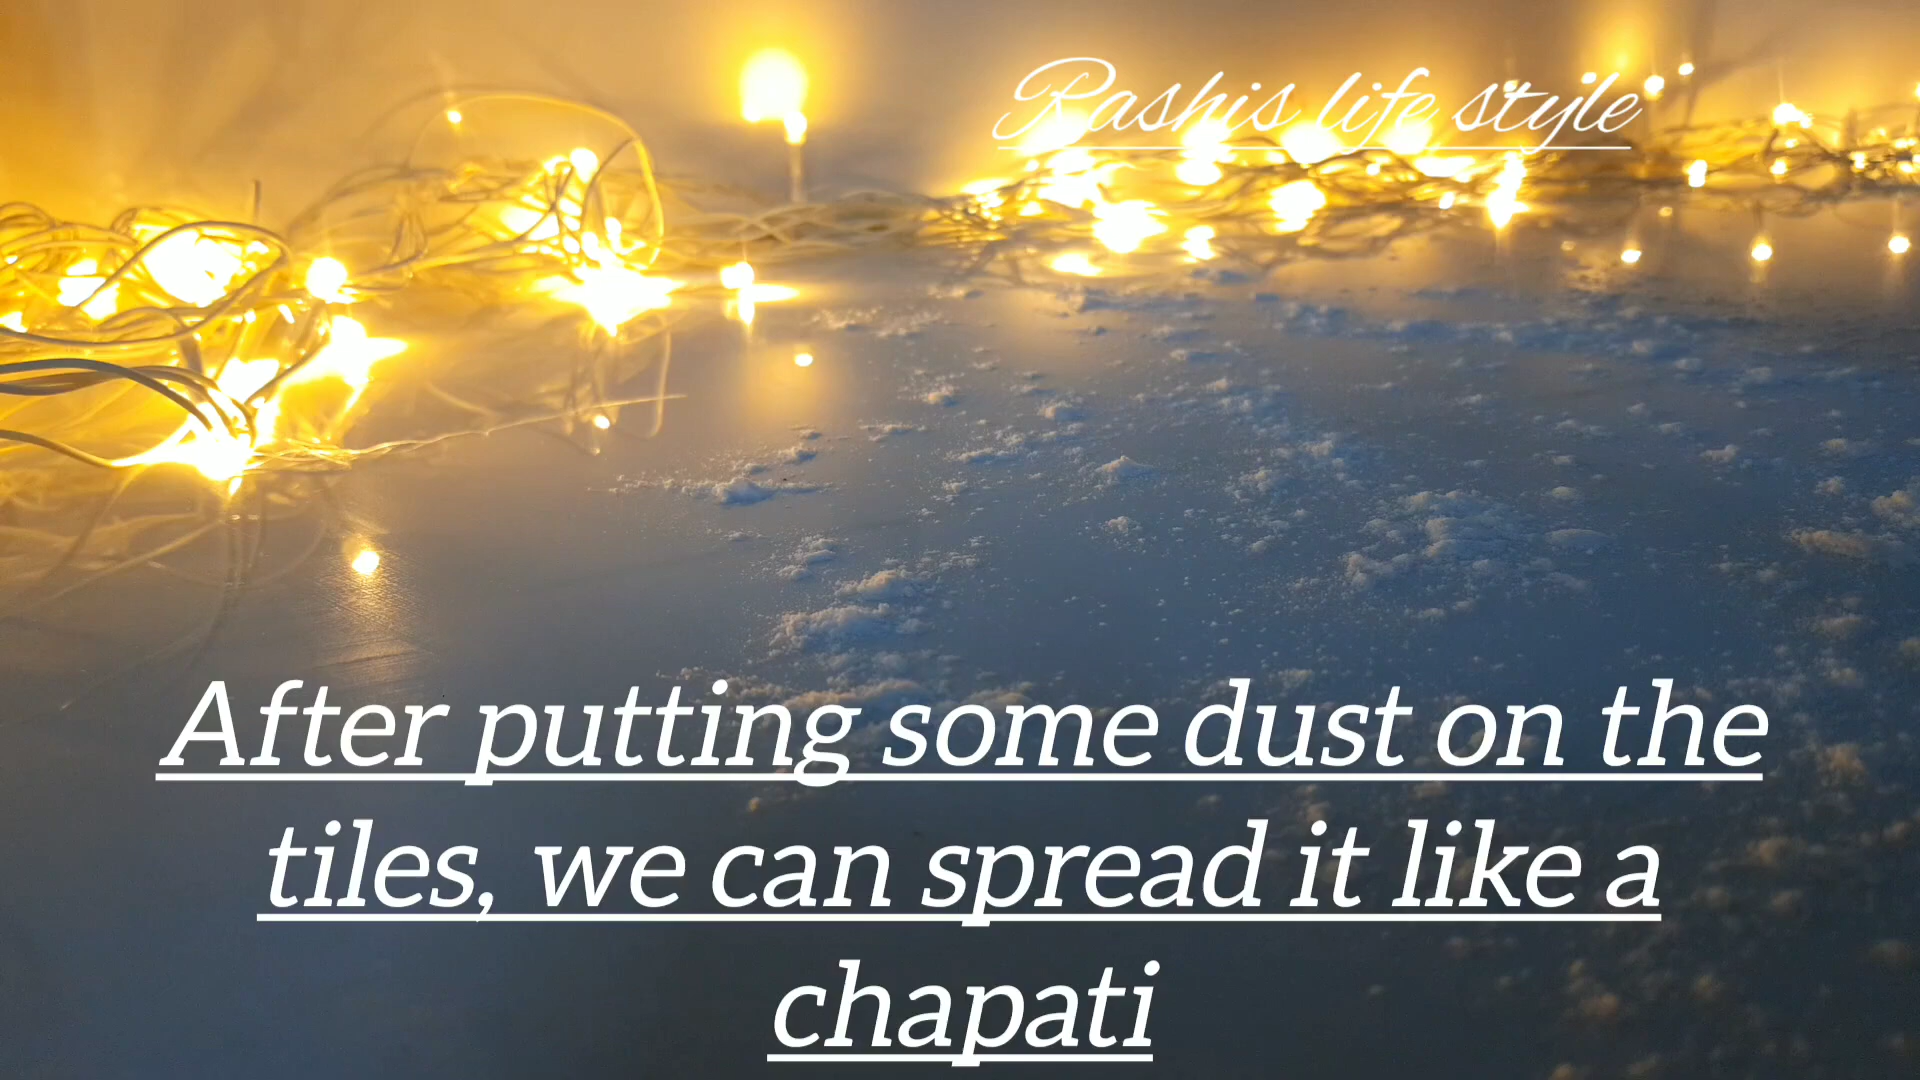 Rashis life style
After putting some dust on the
tiles, we can spread it like a
chapati